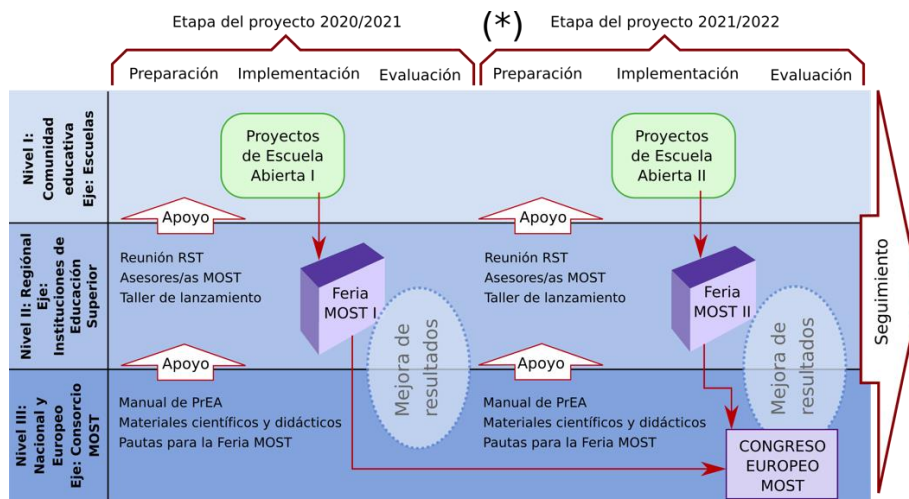 Etapa del proyecto 2020/2021
(*)
Etapa del proyecto 2021/2022
Preparación
Implementación
Evaluación
Preparación
Implementación
Evaluación
Nivel I:
Comunidad
educativa
Eje: Escuelas
Proyectos
de Escuela
Abierta I
Proyectos
de Escuela
Abierta II
Apoyo
Apoyo
Nivel II: Regiónal
Eje:
Instituciones de
Educación
Superior
Reunión RST
Asesores/as MOST
Taller de lanzamiento
Feria
MOST I
Reunión RST
Asesores/as MOST
Taller de lanzamiento
Feria
MOST II
Mejora de
resultados
Mejora de
resultados
Seguimiento
Apoyo
Apoyo
Nivel III:
Nacional y
Europeo
Eje: Consorcio
MOST
Manual de PrEA
Materiales científicos y didácticos
Pautas para la Feria MOST
Manual de PrEA
Materiales científicos y didácticos
Pautas para la Feria MOST
CONGRESO
EUROPEO
MOST